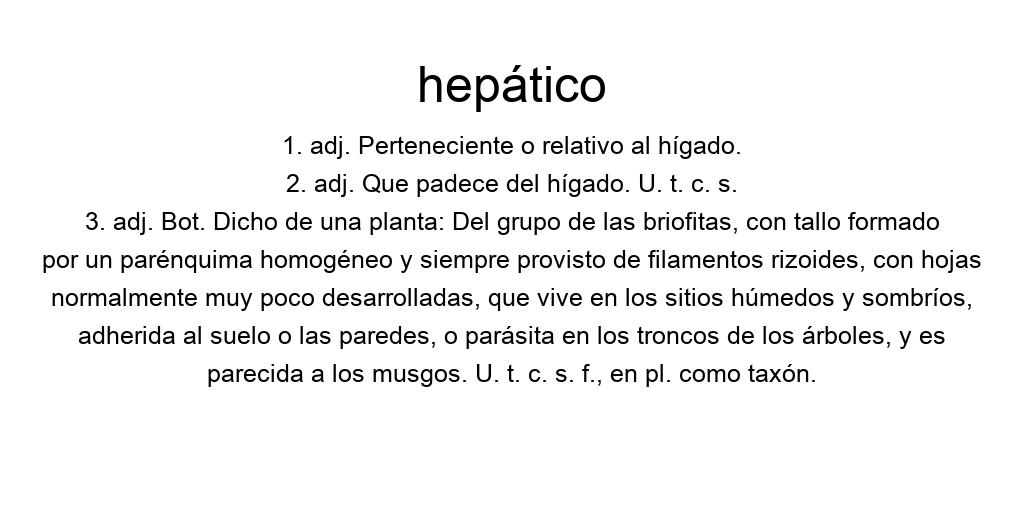 hepático
1. adj. Perteneciente o relativo al hígado.
2. adj. Que padece del hígado. U. t. c. s.
3. adj. Bot. Dicho de una planta: Del grupo de las briofitas, con tallo formado
por un parénquima homogéneo y siempre provisto de filamentos rizoides, con hojas
normalmente muy poco desarrolladas, que vive en los sitios húmedos y sombríos,
adherida al suelo o las paredes, o parásita en los troncos de los árboles, y es
parecida a los musgos. U. t. c. s. f., en pl. como taxón.